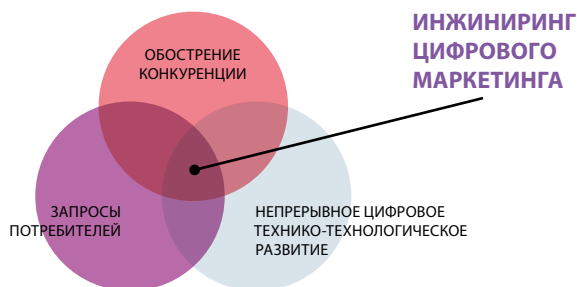 ИНЖИНИРИНГ
ЦИФРОВОГО
МАРКЕТИНГА
ОБОСТРЕНИЕ
КОНКУРЕНЦИИ
ЗАПРОСЫ
ПОТРЕБИТЕЛЕЙ
НЕПРЕРЫВНОЕ ЦИФРОВОЕ
ТЕХНИКО-ТЕХНОЛОГИЧЕСКОЕ
РАЗВИТИЕ